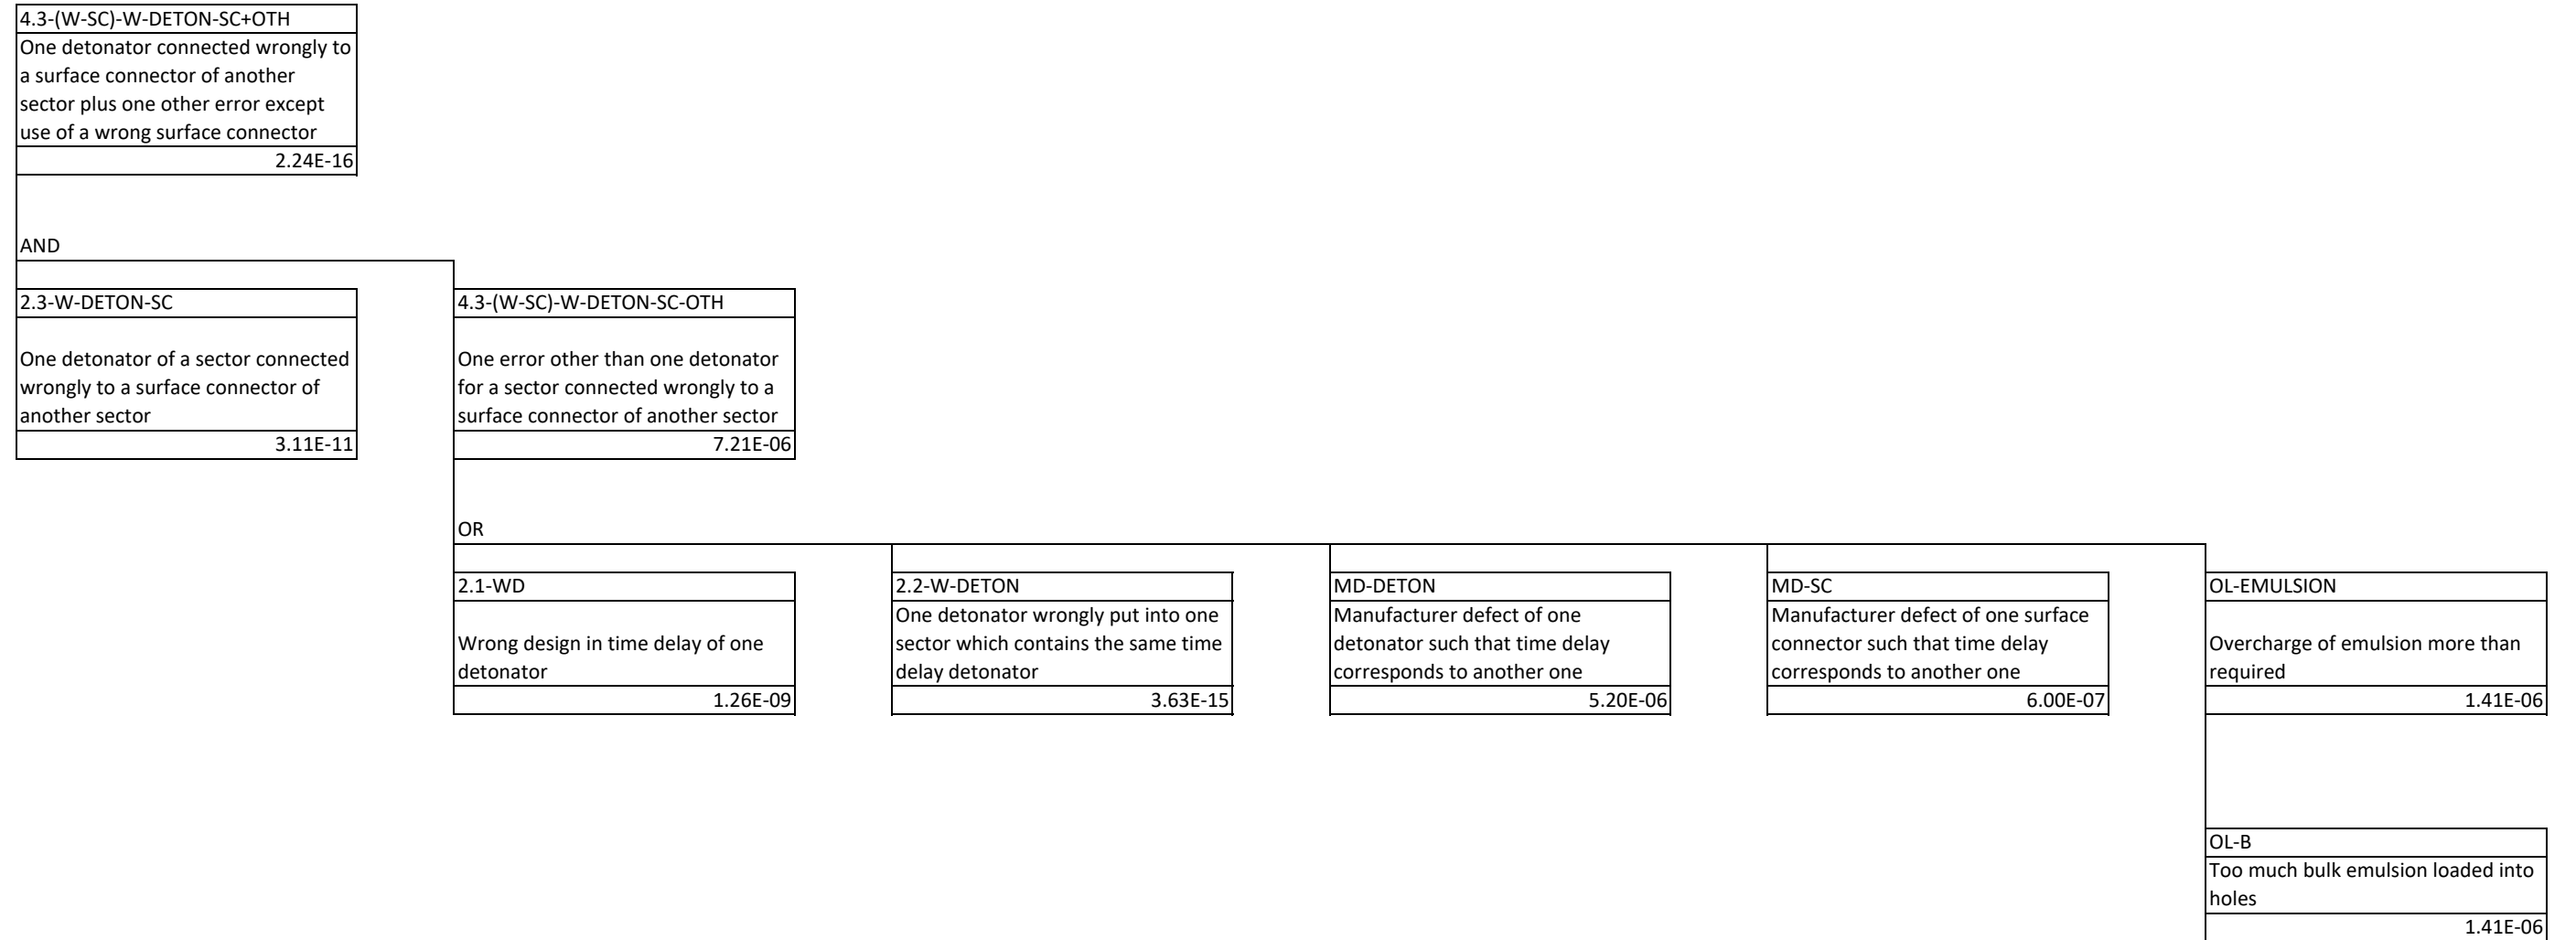 4.3-(W-SC)-W-DETON-SC+OTH
One detonator connected wrongly to
a surface connector of another
sector plus one other error except
use of a wrong surface connector
2.24E-16
AND
2.3-W-DETON-SC
One detonator of a sector connected
wrongly to a surface connector of
another sector
3.11E-11
4.3-(W-SC)-W-DETON-SC-OTH
One error other than one detonator
for a sector connected wrongly to a
surface connector of another sector
7.21E-06
OR
2.1-WD
Wrong design in time delay of one
detonator
1.26E-09
2.2-W-DETON
One detonator wrongly put into one
sector which contains the same time
delay detonator
3.63E-15
MD-DETON
Manufacturer defect of one
detonator such that time delay
corresponds to another one
5.20E-06
MD-SC
Manufacturer defect of one surface
connector such that time delay
corresponds to another one
6.00E-07
OL-EMULSION
Overcharge of emulsion more than
required
1.41E-06
OL-B
Too much bulk emulsion loaded into
holes
1.41E-06